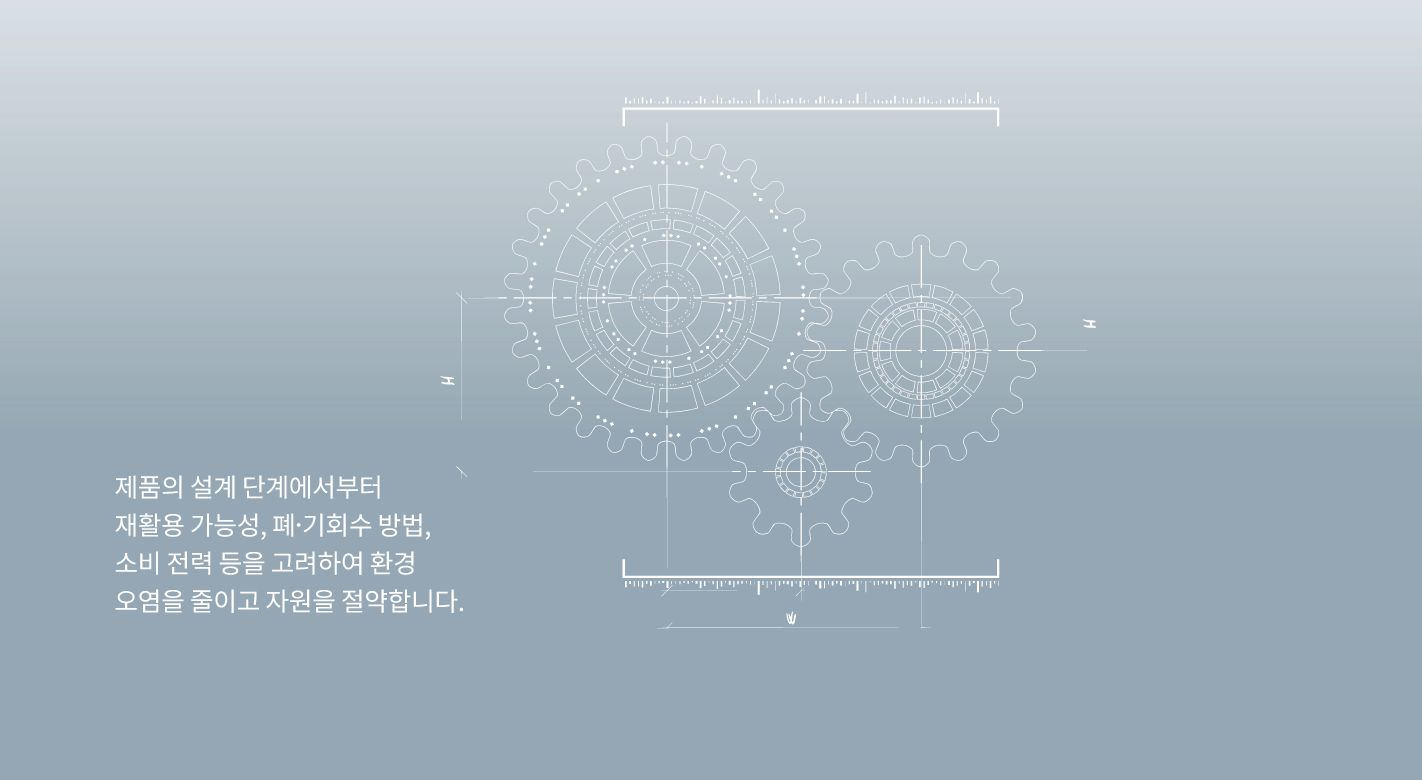 H
H
제품의 설계 단계에서부터
재활용 가능성, 폐·기회수 방법,
소비 전력 등을 고려하여 환경
오염을 줄이고 자원을 절약합니다.
W